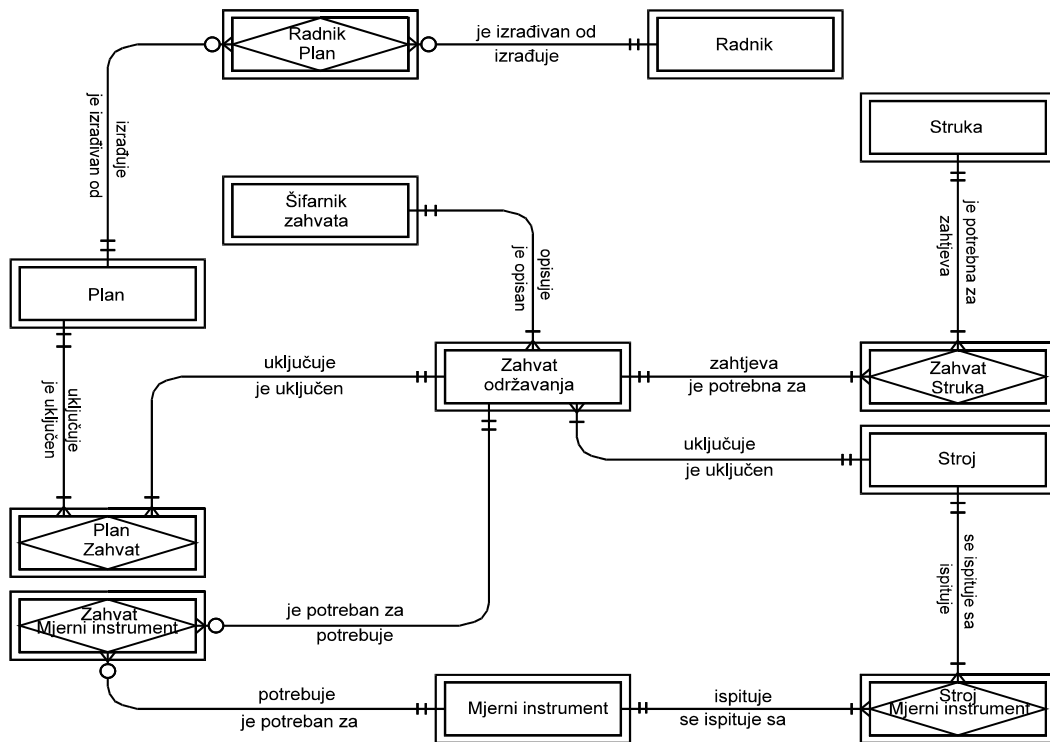 Radnik
Plan
je izrađivan od
izrađuje
Radnik
izrađuje
je izrađivan od
Struka
Šifarnik
zahvata
je potrebna za
zahtjeva
opisuje
je opisan
Plan
uključuje
je uključen
uključuje
je uključen
Zahvat
održavanja
zahtjeva
je potrebna za
Zahvat
Struka
uključuje
je uključen
Stroj
Plan
Zahvat
se ispituje sa
ispituje
Zahvat
Mjerni instrument
je potreban za
potrebuje
potrebuje
je potreban za
Mjerni instrument
ispituje
se ispituje sa
Stroj
Mjerni instrument